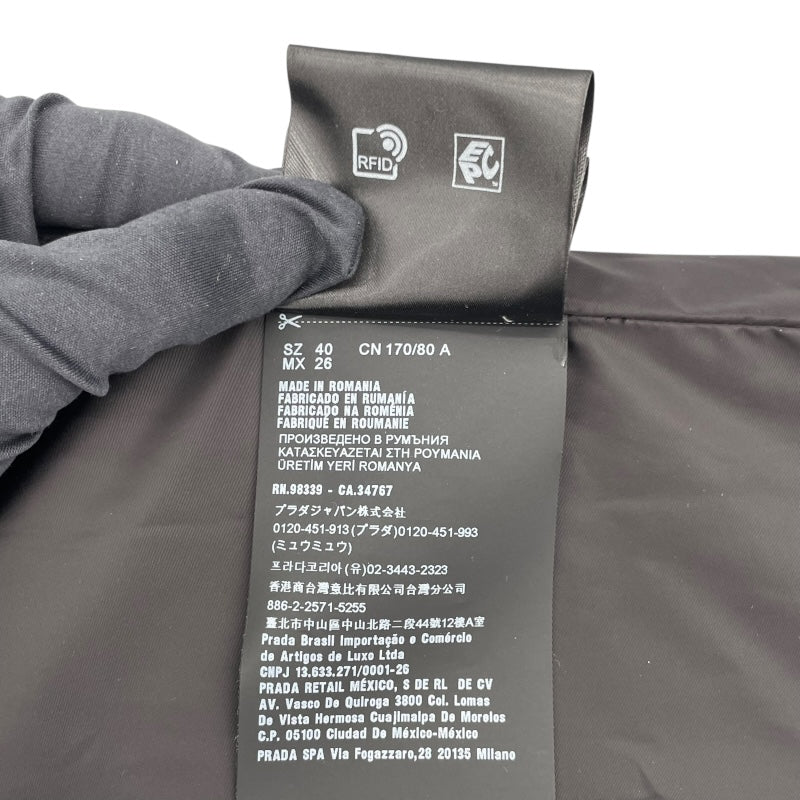 RFID
EPC™
SZ 40 CN 170/80 A
MX 26
MADE IN ROMANIA
FABRICADO EN RUMANÍA
FABRICADO NA ROMÉNIA
FABRIQUÉ EN ROUMANIE
ПРОИЗВЕДЕНО В РУМЪНИЯ
ΚΑΤΑΣΚΕΥΑΖΕΤΑΙ ΣΤΗ ΡΟΥΜΑΝΙΑ
ÜRETİM YERİ ROMANYA
RN.98339 - CA.34767
プラダジャパン株式会社
0120-451-913(プラダ)0120-451-993
(ミュウミュウ)
프라다코리아(유)02-3443-2323
香港商台灣意比有限公司台灣分公司
886-2-2571-5255
臺北市中山區中山北路二段44號12樓A室
Prada Brasil Importação e Comércio
de Artigos de Luxo Ltda
CNPJ 13.633.271/0001-26
PRADA RETAIL MÉXICO, S DE RL DE CV
AV. Vasco De Quiroga 3800 Col. Lomas
De Vista Hermosa Cuajimalpa De Morelos
C.P. 05100 Ciudad De México-México
PRADA SPA Via Fogazzaro,28 20135 Milano